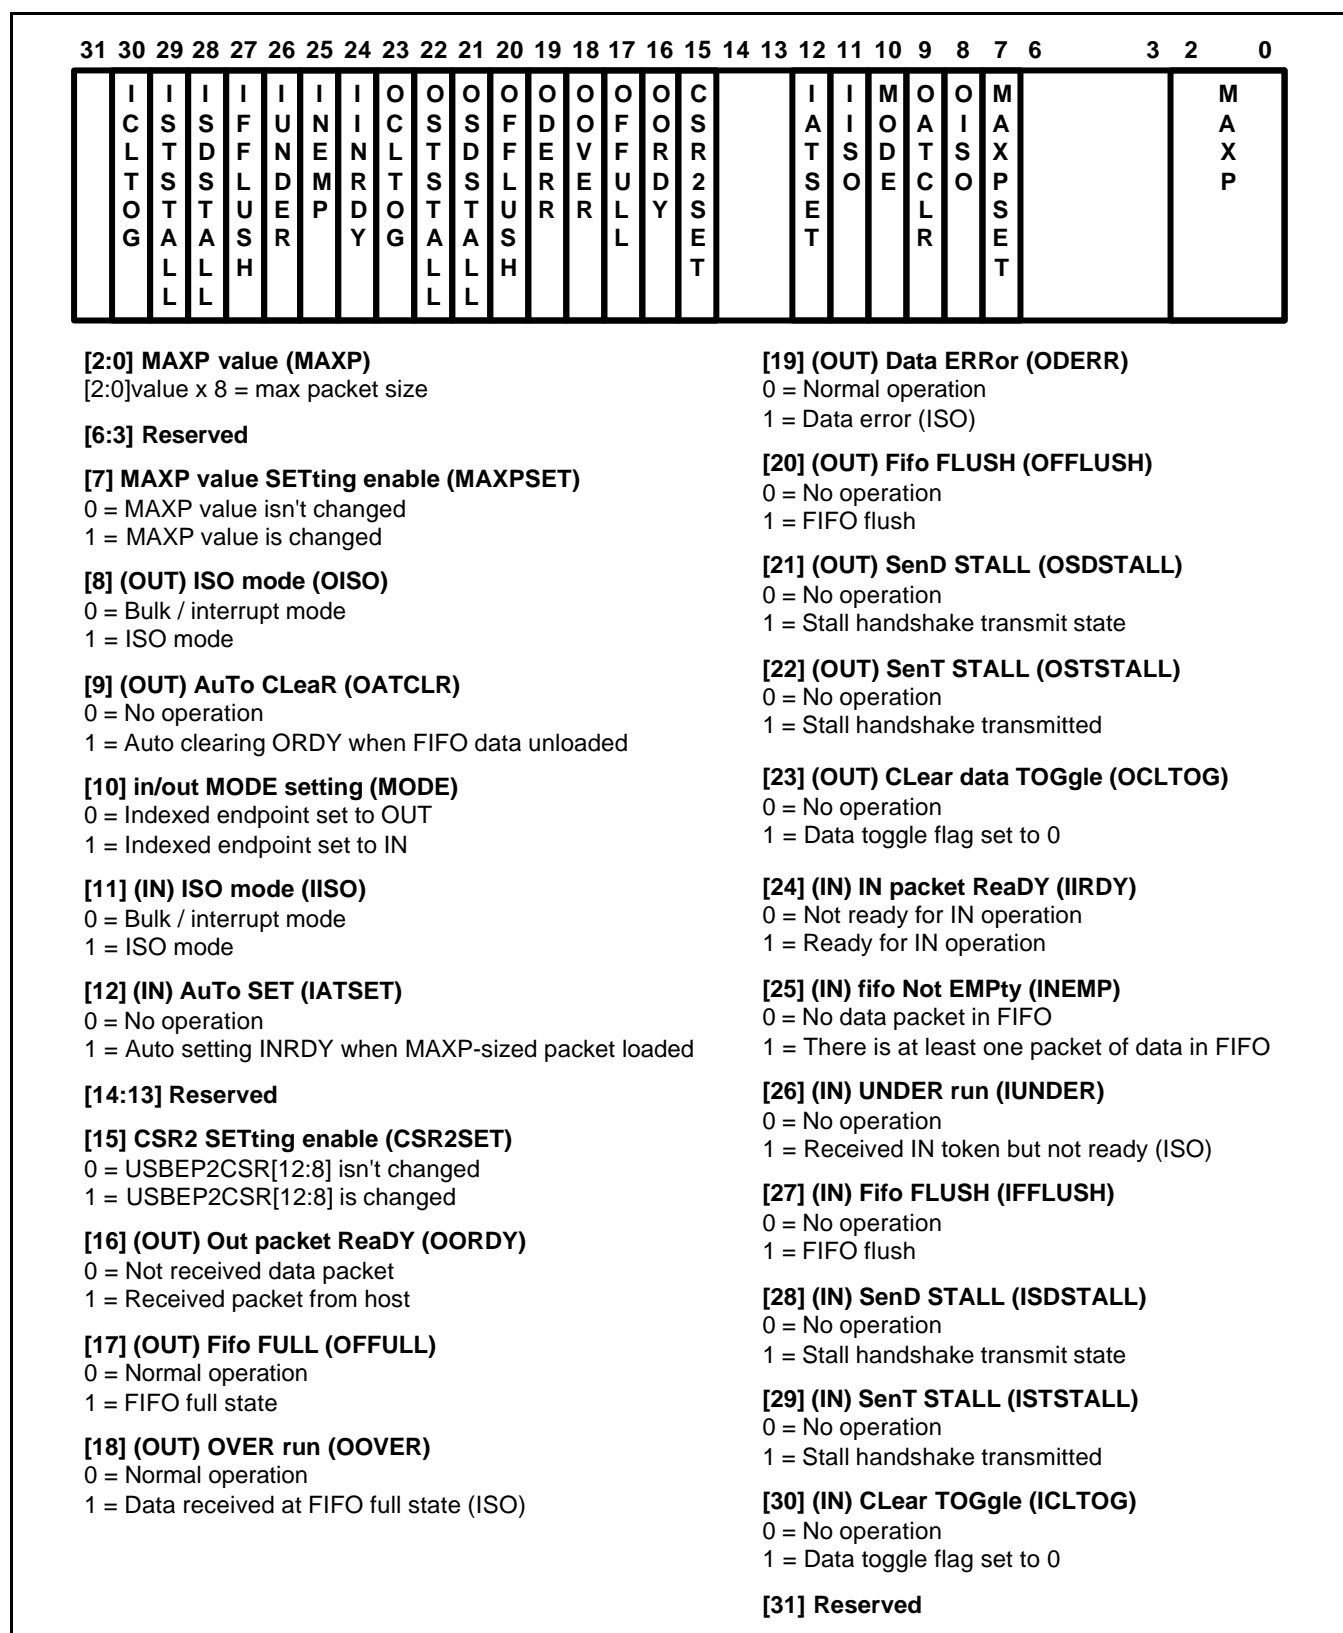 31 30 29 28 27 26 25 24 23 22 21 20 19 18 17 16 15 14 13 12 11 10 9 8 7 6 3 2 0
ICLTOG
ISTSTALL
ISDSTALL
IFFLUSH
IUNDER
INEMP
IINRDY
OCLTOG
OSTSTALL
OSDSTALL
OFFLUSH
ODERR
OOVER
OFFULL
OORDY
CSR2SET
IATSET
IISO
MODE
OATCLR
OISO
MAXPSET
MAXP
[2:0] MAXP value (MAXP)
[2:0]value x 8 = max packet size
[6:3] Reserved
[7] MAXP value SETting enable (MAXPSET)
0 = MAXP value isn't changed
1 = MAXP value is changed
[8] (OUT) ISO mode (OISO)
0 = Bulk / interrupt mode
1 = ISO mode
[9] (OUT) AuTo CLeaR (OATCLR)
0 = No operation
1 = Auto clearing ORDY when FIFO data unloaded
[10] in/out MODE setting (MODE)
0 = Indexed endpoint set to OUT
1 = Indexed endpoint set to IN
[11] (IN) ISO mode (IISO)
0 = Bulk / interrupt mode
1 = ISO mode
[12] (IN) AuTo SET (IATSET)
0 = No operation
1 = Auto setting INRDY when MAXP-sized packet loaded
[14:13] Reserved
[15] CSR2 SETting enable (CSR2SET)
0 = USBEP2CSR[12:8] isn't changed
1 = USBEP2CSR[12:8] is changed
[16] (OUT) Out packet ReaDY (OORDY)
0 = Not received data packet
1 = Received packet from host
[17] (OUT) Fifo FULL (OFFULL)
0 = Normal operation
1 = FIFO full state
[18] (OUT) OVER run (OOVER)
0 = Normal operation
1 = Data received at FIFO full state (ISO)
[19] (OUT) Data ERRor (ODERR)
0 = Normal operation
1 = Data error (ISO)
[20] (OUT) Fifo FLUSH (OFFLUSH)
0 = No operation
1 = FIFO flush
[21] (OUT) SenD STALL (OSDSTALL)
0 = No operation
1 = Stall handshake transmit state
[22] (OUT) SenT STALL (OSTSTALL)
0 = No operation
1 = Stall handshake transmitted
[23] (OUT) CLear data TOGgle (OCLTOG)
0 = No operation
1 = Data toggle flag set to 0
[24] (IN) IN packet ReaDY (IIRDY)
0 = Not ready for IN operation
1 = Ready for IN operation
[25] (IN) fifo Not EMPty (INEMP)
0 = No data packet in FIFO
1 = There is at least one packet of data in FIFO
[26] (IN) UNDER run (IUNDER)
0 = No operation
1 = Received IN token but not ready (ISO)
[27] (IN) Fifo FLUSH (IFFLUSH)
0 = No operation
1 = FIFO flush
[28] (IN) SenD STALL (ISDSTALL)
0 = No operation
1 = Stall handshake transmit state
[29] (IN) SenT STALL (ISTSTALL)
0 = No operation
1 = Stall handshake transmitted
[30] (IN) CLear TOGgle (ICLTOG)
0 = No operation
1 = Data toggle flag set to 0
[31] Reserved